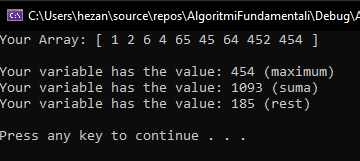 C:\Users\hezan\source\repos\AlgoritmiFundamentali\Debug\A
Your Array: [ 1 2 6 4 65 45 64 452 454 ]
Your variable has the value: 454 (maximum)
Your variable has the value: 1093 (suma)
Your variable has the value: 185 (rest)
Press any key to continue . . .